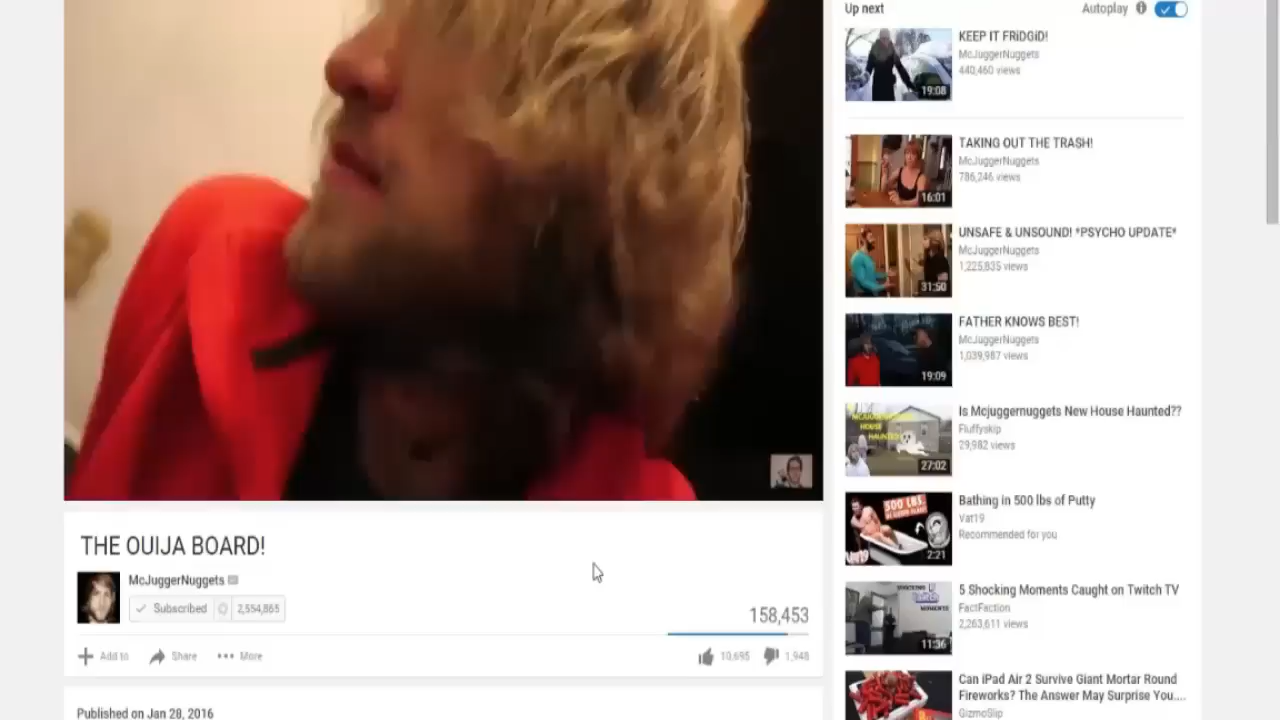 Up next
Autoplay
KEEP IT FRiDGiD!
McJuggerNuggets
440,460 views
19:08
TAKING OUT THE TRASH!
McJuggerNuggets
786,246 views
16:01
UNSAFE & UNSOUND! *PSYCHO UPDATE*
McJuggerNuggets
1,225,835 views
31:50
FATHER KNOWS BEST!
McJuggerNuggets
1,039,987 views
19:09
Is Mcjuggernuggets New House Haunted??
Fluffyskip
29,982 views
27:02
Bathing in 500 lbs of Putty
Vat19
Recommended for you
500 LBS.
2:21
5 Shocking Moments Caught on Twitch TV
FactFaction
2,263,611 views
11:36
Can iPad Air 2 Survive Giant Mortar Round
Fireworks? The Answer May Surprise You....
GizmoSlip
THE OUIJA BOARD!
McJuggerNuggets
Subscribed
2,554,865
158,453
Add to
Share
More
10,695
1,948
Published on Jan 28, 2016